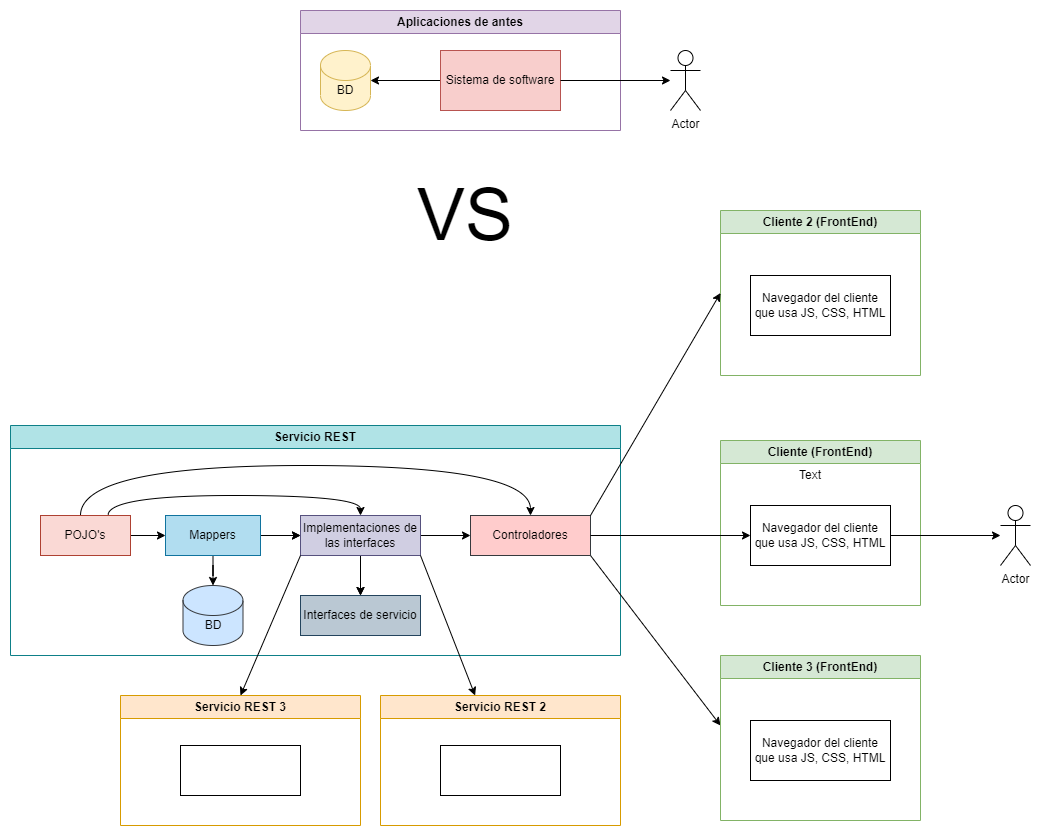 Aplicaciones de antes
BD
Sistema de software
Actor
VS
Cliente 2 (FrontEnd)
Navegador del cliente
que usa JS, CSS, HTML
Servicio REST
POJO's
Mappers
Implementaciones de
las interfaces
Controladores
BD
Interfaces de servicio
Cliente (FrontEnd)
Text
Navegador del cliente
que usa JS, CSS, HTML
Actor
Servicio REST 3
Servicio REST 2
Cliente 3 (FrontEnd)
Navegador del cliente
que usa JS, CSS, HTML